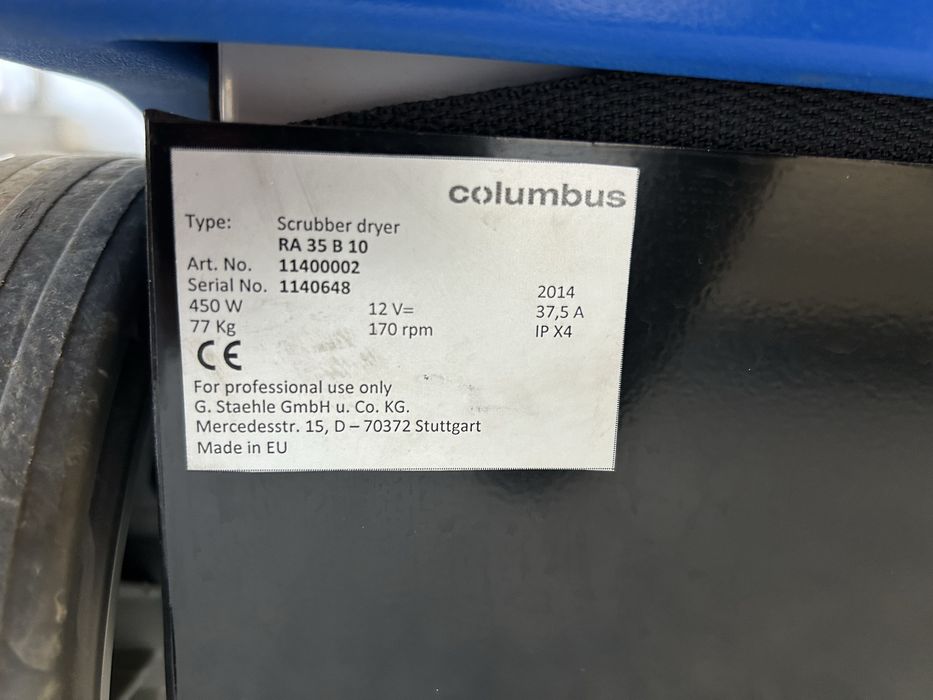 columbus
Type: Scrubber dryer
RA 35 B 10
Art. No. 11400002
Serial No. 1140648 2014
450 W 12 V= 37,5 A
77 Kg 170 rpm IP X4
CE
For professional use only
G. Staehle GmbH u. Co. KG.
Mercedesstr. 15, D – 70372 Stuttgart
Made in EU